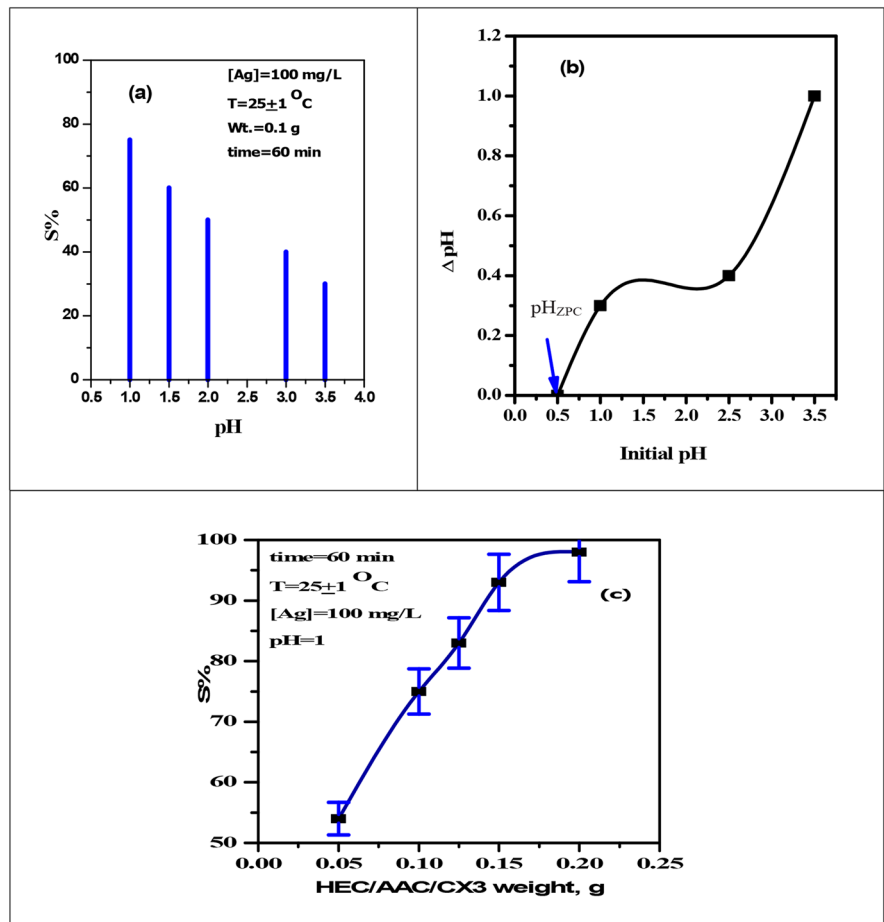 (a)
[Ag]=100 mg/L
T=25±1 ᴼC
Wt.=0.1 g
time=60 min
100
80
60
40
20
0
S%
0.5 1.0 1.5 2.0 2.5 3.0 3.5 4.0
pH
(b)
1.2
1.0
0.8
0.6
0.4
0.2
0.0
Δ pH
pHZPC
0.0 0.5 1.0 1.5 2.0 2.5 3.0 3.5
Initial pH
time=60 min
T=25±1 ᴼC
[Ag]=100 mg/L
pH=1
(c)
100
90
80
70
60
50
S%
0.00 0.05 0.10 0.15 0.20 0.25
HEC/AAC/CX3 weight, g